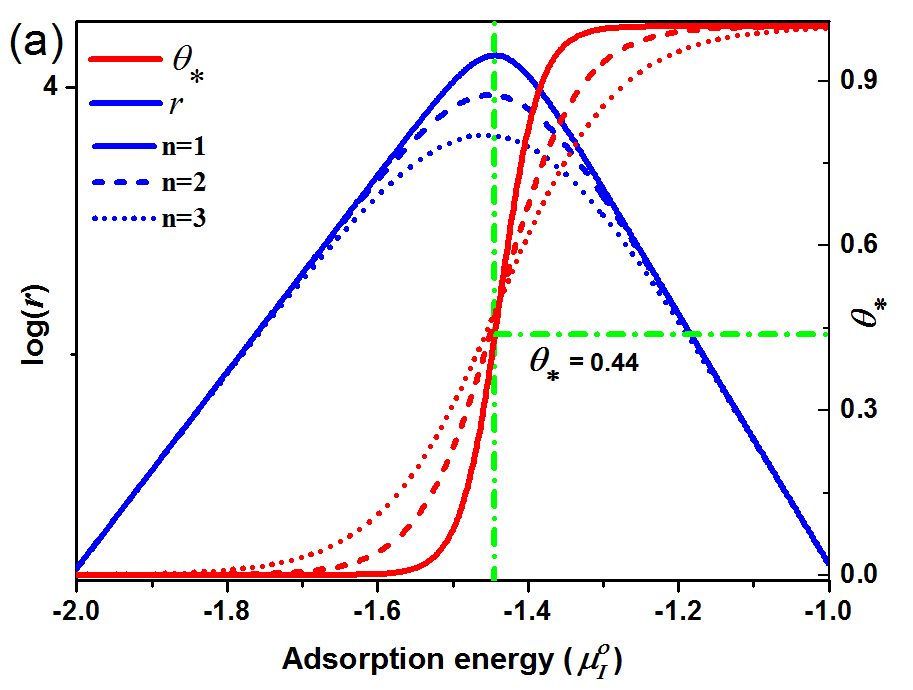 (a)
θ*
r
n=1
n=2
n=3
4
log(r)
0.9
0.6
0.3
0.0
θ*
θ* = 0.44
-2.0 -1.8 -1.6 -1.4 -1.2 -1.0
Adsorption energy (μ_I^ρ)